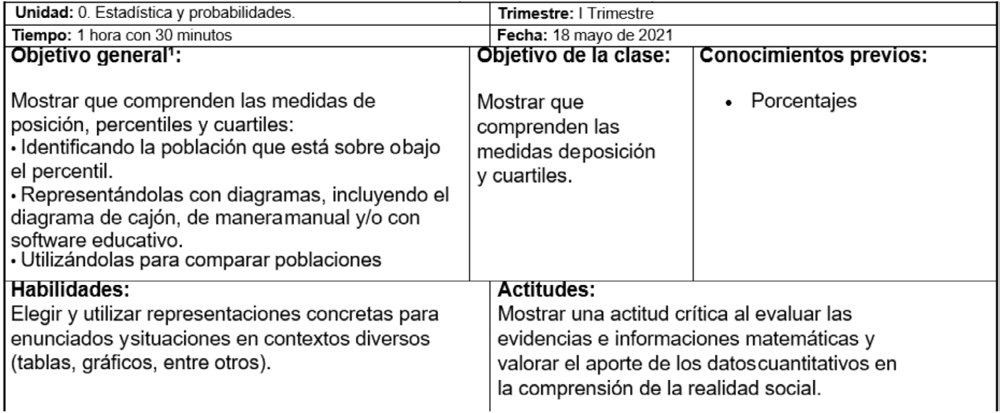 Unidad: 0. Estadística y probabilidades.
Trimestre: I Trimestre
Tiempo: 1 hora con 30 minutos
Fecha: 18 mayo de 2021
Objetivo general¹:
Mostrar que comprenden las medidas de
posición, percentiles y cuartiles:
• Identificando la población que está sobre obajo
el percentil.
• Representándolas con diagramas, incluyendo el
diagrama de cajón, de maneramanual y/o con
software educativo.
• Utilizándolas para comparar poblaciones
Objetivo de la clase:
Mostrar que
comprenden las
medidas deposición
y cuartiles.
Conocimientos previos:
• Porcentajes
Habilidades:
Elegir y utilizar representaciones concretas para
enunciados ysituaciones en contextos diversos
(tablas, gráficos, entre otros).
Actitudes:
Mostrar una actitud crítica al evaluar las
evidencias e informaciones matemáticas y
valorar el aporte de los datoscuantitativos en
la comprensión de la realidad social.